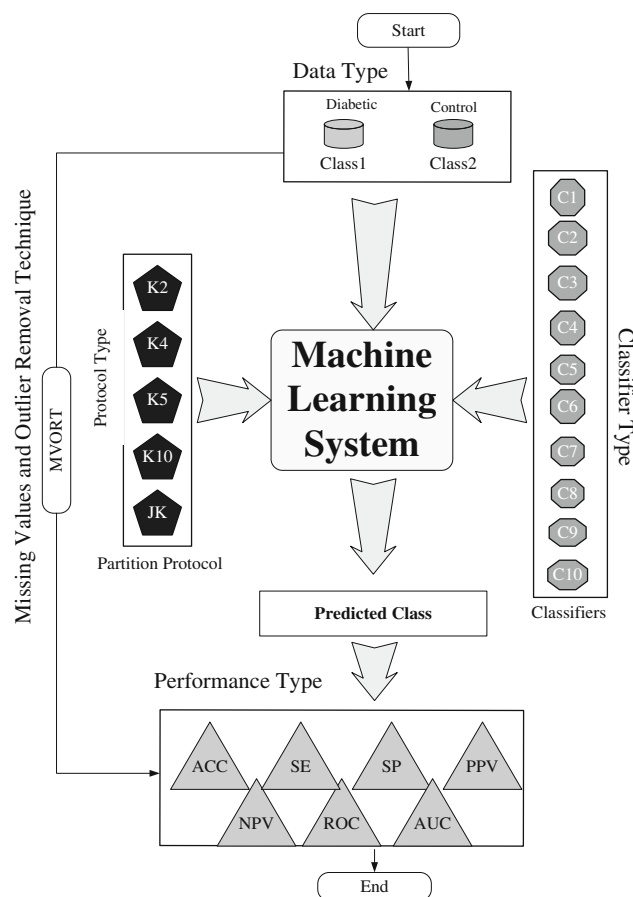 Start
Data Type
Diabetic
Control
Class1
Class2
Missing Values and Outlier Removal Technique
MVORT
Protocol Type
K2
K4
K5
K10
JK
Partition Protocol
Machine
Learning
System
C1
C2
C3
C4
C5
C6
C7
C8
C9
C10
Classifier Type
Classifiers
Predicted Class
Performance Type
ACC
SE
SP
PPV
NPV
ROC
AUC
End